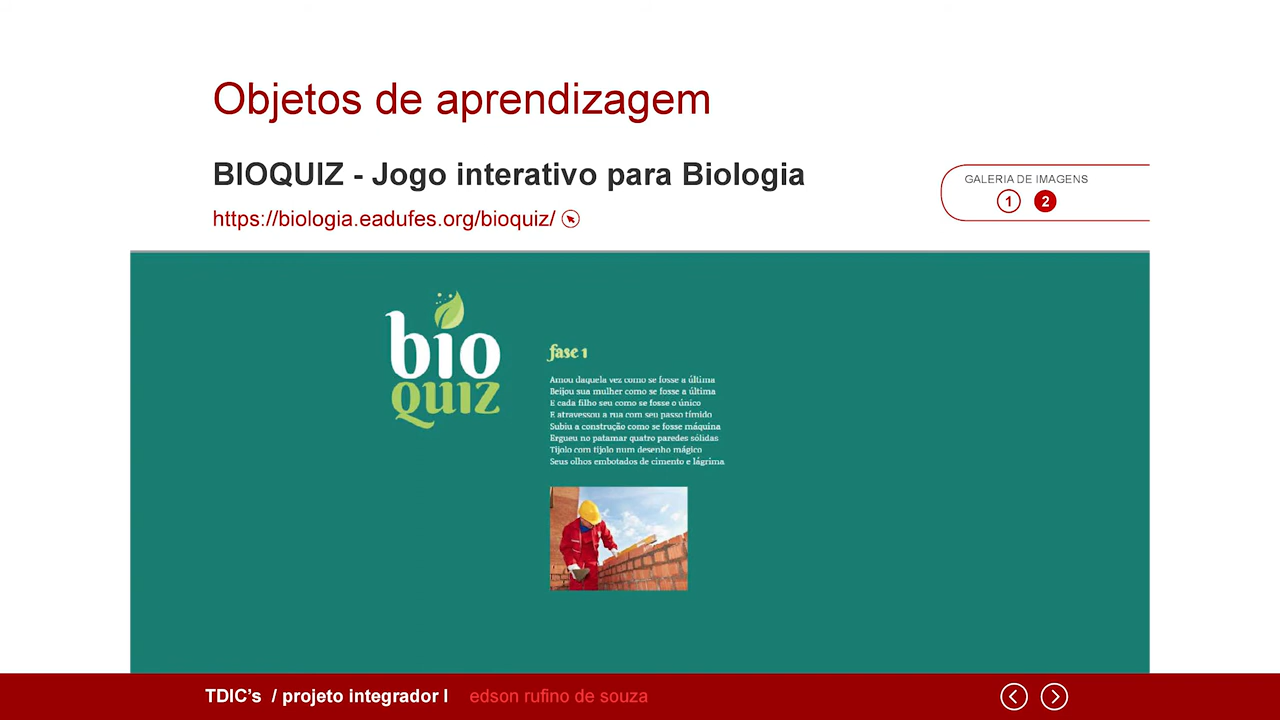 Objetos de aprendizagem
BIOQUIZ - Jogo interativo para Biologia
https://biologia.eadufes.org/bioquiz/
GALERIA DE IMAGENS
1 2
bio
quiz
fase 1
Amou daquela vez como se fosse a última
Beijou sua mulher como se fosse a última
E cada filho seu como se fosse o único
E atravessou a rua com seu passo tímido
Subiu a construção como se fosse máquina
Ergueu no patamar quatro paredes sólidas
Tijolo com tijolo num desenho mágico
Seus olhos embotados de cimento e lágrima
TDIC’s / projeto integrador I edson rufino de souza